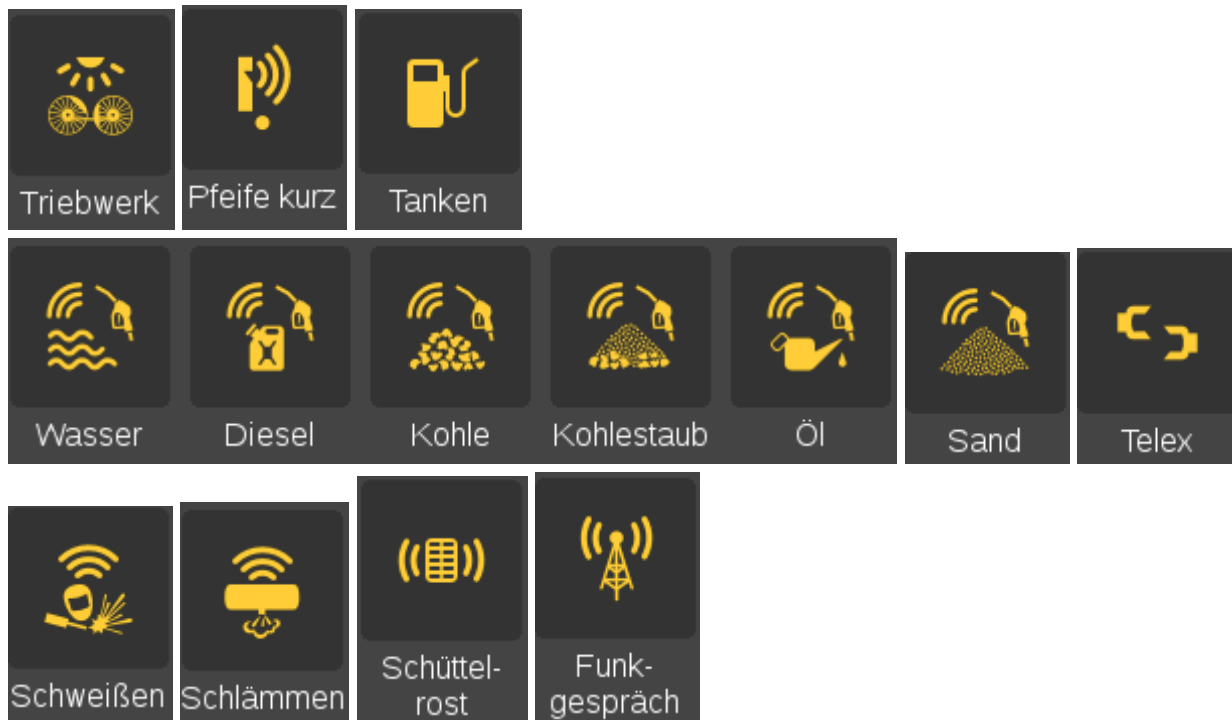 Triebwerk
Pfeife kurz
Tanken
Wasser
Diesel
Kohle
Kohlestaub
Öl
Sand
Telex
Schweißen
Schlämmen
Schüttel-
rost
Funk-
gespräch